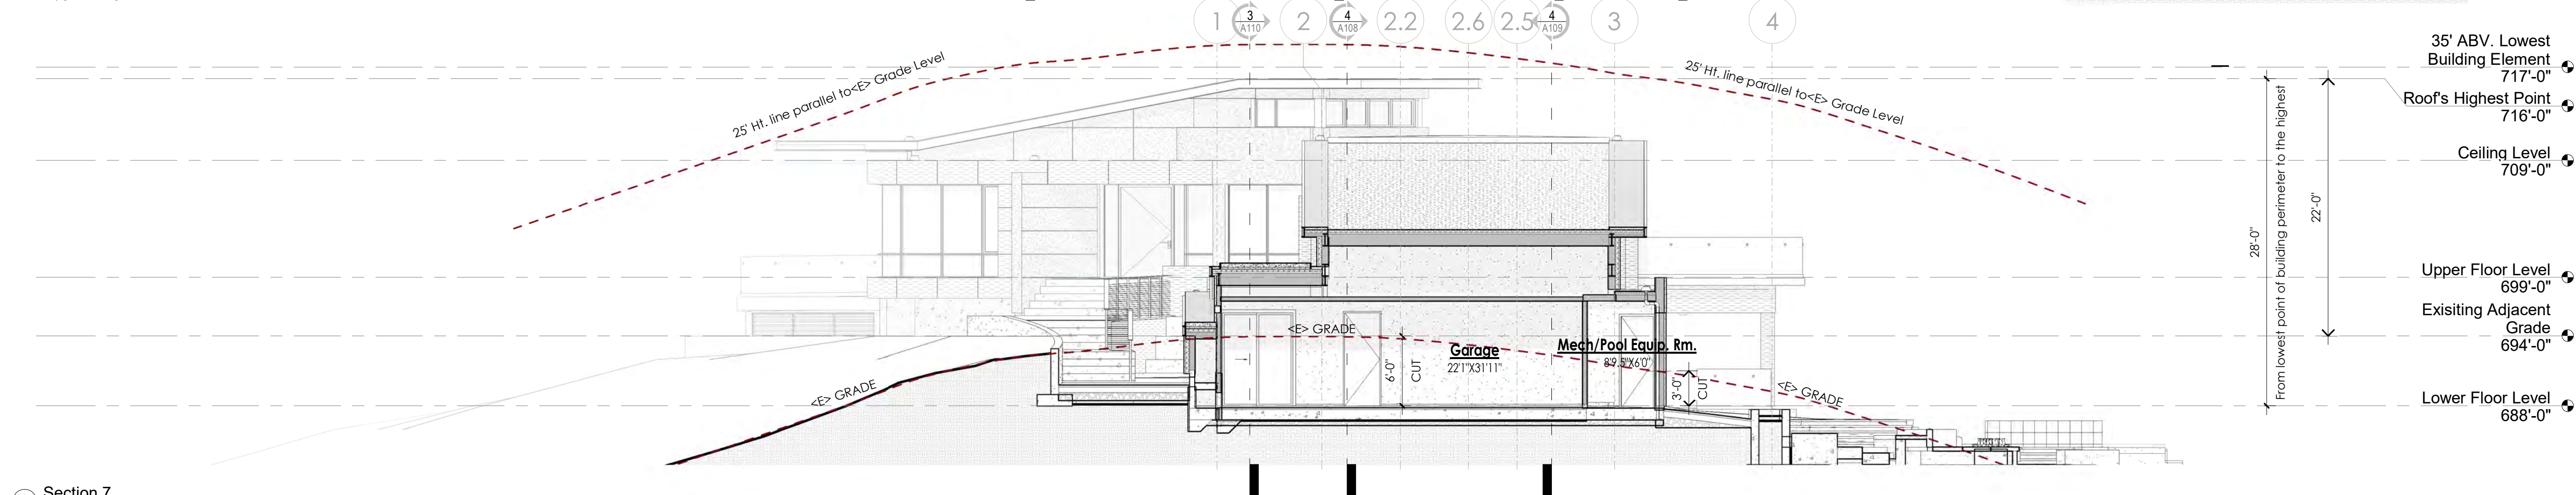 1
3
A110
2
4
A108
2.2
2.6
2.5
4
A109
3
4
25' Ht. line parallel to<E> Grade Level
25' Ht. line parallel to<E> Grade Level
35' ABV. Lowest
Building Element
717'-0"
Roof's Highest Point
716'-0"
Ceiling Level
709'-0"
Upper Floor Level
699'-0"
Exisiting Adjacent
Grade
694'-0"
Lower Floor Level
688'-0"
28'-0"
From lowest point of building perimeter to the highest
22'-0"
<E> GRADE
<E> GRADE
<E> GRADE
6'-0"
CUT
Garage
22'1"X31'11"
Mech/Pool Equip. Rm.
8'9.5"X6'0"
3'-0"
CUT
Section 7